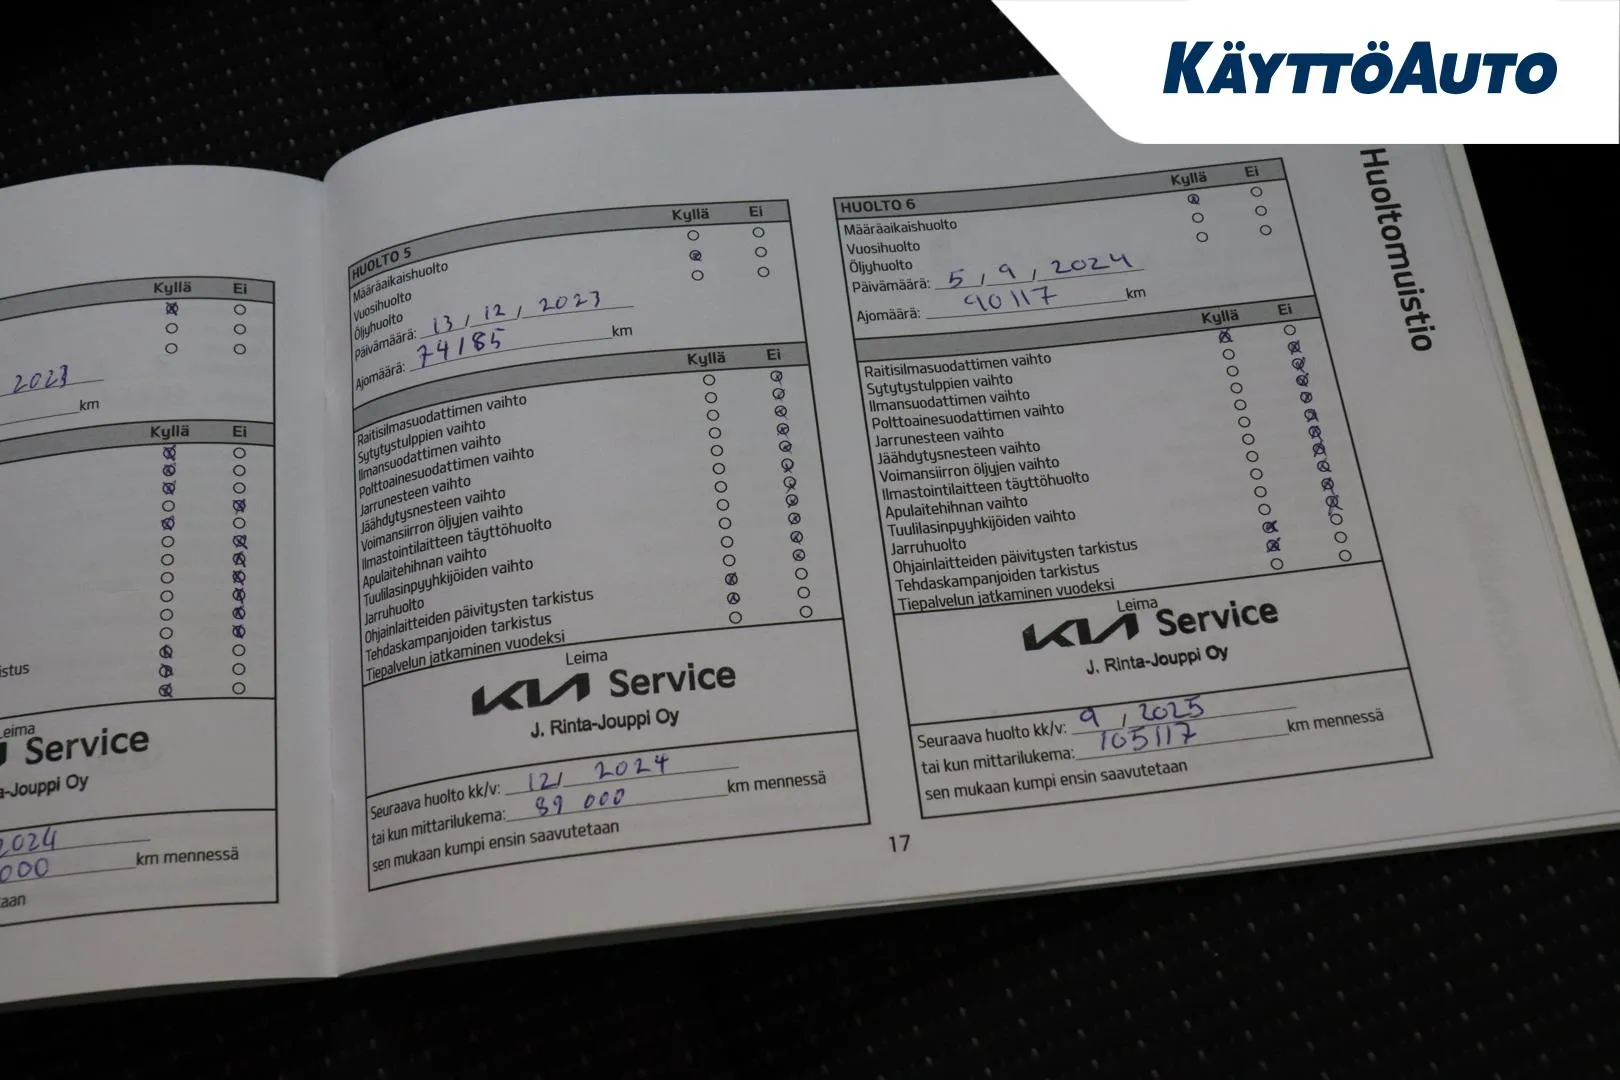 KÄYTTÖAUTO
Huoltomuistio
Kyllä Ei
2023
km
Kyllä Ei
istus
Leima
Service
a-Jouppi Oy
2024
000 km mennessä
aan
HUOLTO 5 Kyllä Ei
Määräaikaishuolto
Vuosihuolto
Öljyhuolto
Päivämäärä: 13 / 12 / 2023
Ajomäärä: 74185 km
Kyllä Ei
Raitisilmasuodattimen vaihto
Sytytystulppien vaihto
Ilmansuodattimen vaihto
Polttoainesuodattimen vaihto
Jarrunesteen vaihto
Jäähdytysnesteen vaihto
Voimansiirron öljyjen vaihto
Ilmastointilaitteen täyttöhuolto
Apulaitehihnan vaihto
Tuulilasinpyyhkijöiden vaihto
Jarruhuolto
Ohjainlaitteiden päivitysten tarkistus
Tehdaskampanjoiden tarkistus
Tiepalvelun jatkaminen vuodeksi
Leima
KIA Service
J. Rinta-Jouppi Oy
Seuraava huolto kk/v: 12 / 2024
tai kun mittarilukema: 89 000 km mennessä
sen mukaan kumpi ensin saavutetaan
HUOLTO 6 Kyllä Ei
Määräaikaishuolto
Vuosihuolto
Öljyhuolto
Päivämäärä: 5 / 9 / 2024
Ajomäärä: 90117 km
Kyllä Ei
Raitisilmasuodattimen vaihto
Sytytystulppien vaihto
Ilmansuodattimen vaihto
Polttoainesuodattimen vaihto
Jarrunesteen vaihto
Jäähdytysnesteen vaihto
Voimansiirron öljyjen vaihto
Ilmastointilaitteen täyttöhuolto
Apulaitehihnan vaihto
Tuulilasinpyyhkijöiden vaihto
Jarruhuolto
Ohjainlaitteiden päivitysten tarkistus
Tehdaskampanjoiden tarkistus
Tiepalvelun jatkaminen vuodeksi
Leima
KIA Service
J. Rinta-Jouppi Oy
Seuraava huolto kk/v: 9 / 2025
tai kun mittarilukema: 105117 km mennessä
sen mukaan kumpi ensin saavutetaan
17